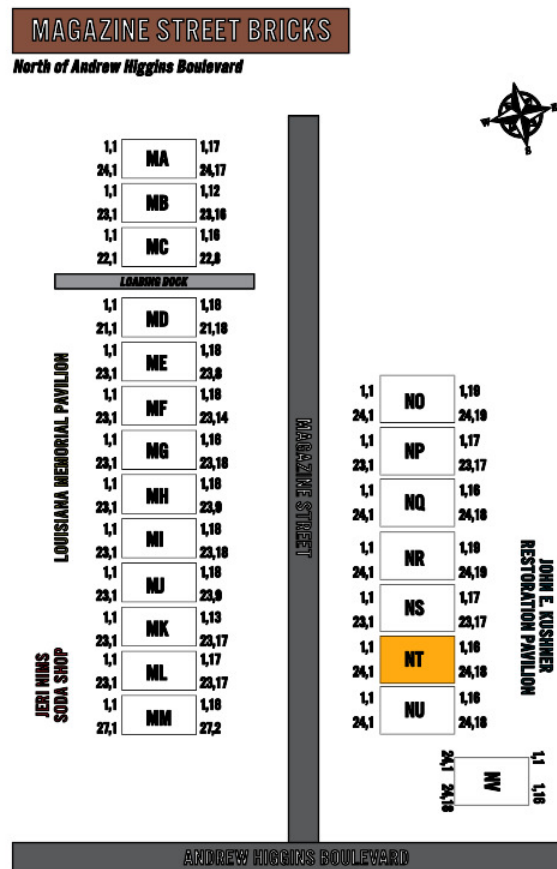 MAGAZINE STREET BRICKS
North of Andrew Higgins Boulevard
W
S
1,1 MA 1,17
24,1 24,17
1,1 MB 1,12
23,1 23,16
1,1 MC 1,16
22,1 22,8
LOADING DOCK
1,1 MD 1,18
21,1 21,18
1,1 ME 1,18
23,1 23,8
1,1 MF 1,18
23,1 23,14
1,1 MG 1,18
23,1 23,18
1,1 MH 1,18
23,1 23,9
1,1 MI 1,18
23,1 23,18
1,1 MJ 1,18
23,1 23,9
1,1 MK 1,13
23,1 23,17
1,1 ML 1,17
23,1 23,17
1,1 MM 1,18
27,1 27,2
LOUISIANA MEMORIAL PAVILION
JERI NIMS
SODA SHOP
MAGAZINE STREET
1,1 NO 1,19
24,1 24,19
1,1 NP 1,17
23,1 23,17
1,1 NQ 1,16
24,1 24,18
1,1 NR 1,19
24,1 24,19
1,1 NS 1,17
23,1 23,17
1,1 NT 1,16
24,1 24,18
1,1 NU 1,16
24,1 24,18
JOHN E. KUSHNER
RESTORATION PAVILION
24,1 NV 1,1
24,18 1,16
ANDREW HIGGINS BOULEVARD